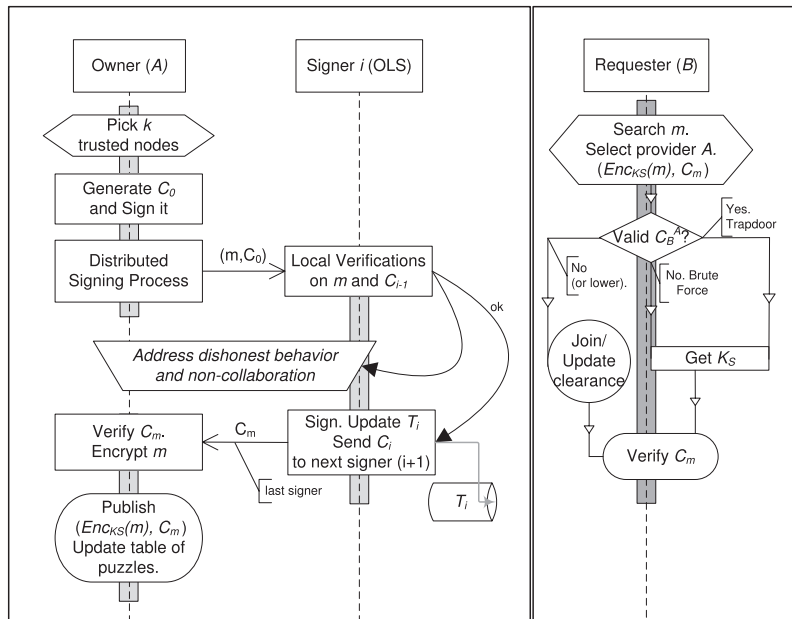 Owner (A)
Signer i (OLS)
Pick k
trusted nodes
Generate C0
and Sign it
Distributed
Signing Process
(m,C0)
Local Verifications
on m and Ci-1
ok
Address dishonest behavior
and non-collaboration
Verify Cm.
Encrypt m
Cm
last signer
Sign. Update Ti
Send Ci
to next signer (i+1)
Ti
Publish
(EncKS(m), Cm)
Update table of
puzzles.
Requester (B)
Search m.
Select provider A.
(EncKS(m), Cm)
Valid CB^A?
Yes.
Trapdoor
No
(or lower).
No. Brute
Force
Join/
Update
clearance
Get KS
Verify Cm